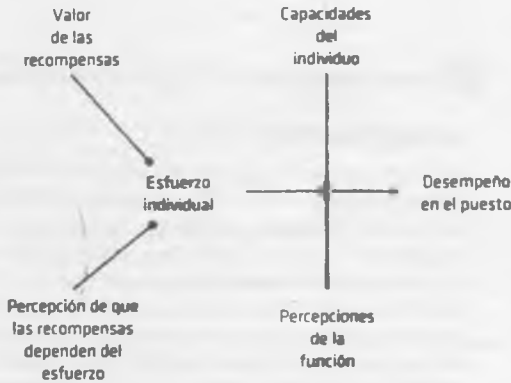 Valor
de las
recompensas
Capacidades
del
individuo
Esfuerzo
individual
Desempeño
en el puesto
Percepción de que
las recompensas
dependen del
esfuerzo
Percepciones
de la
función